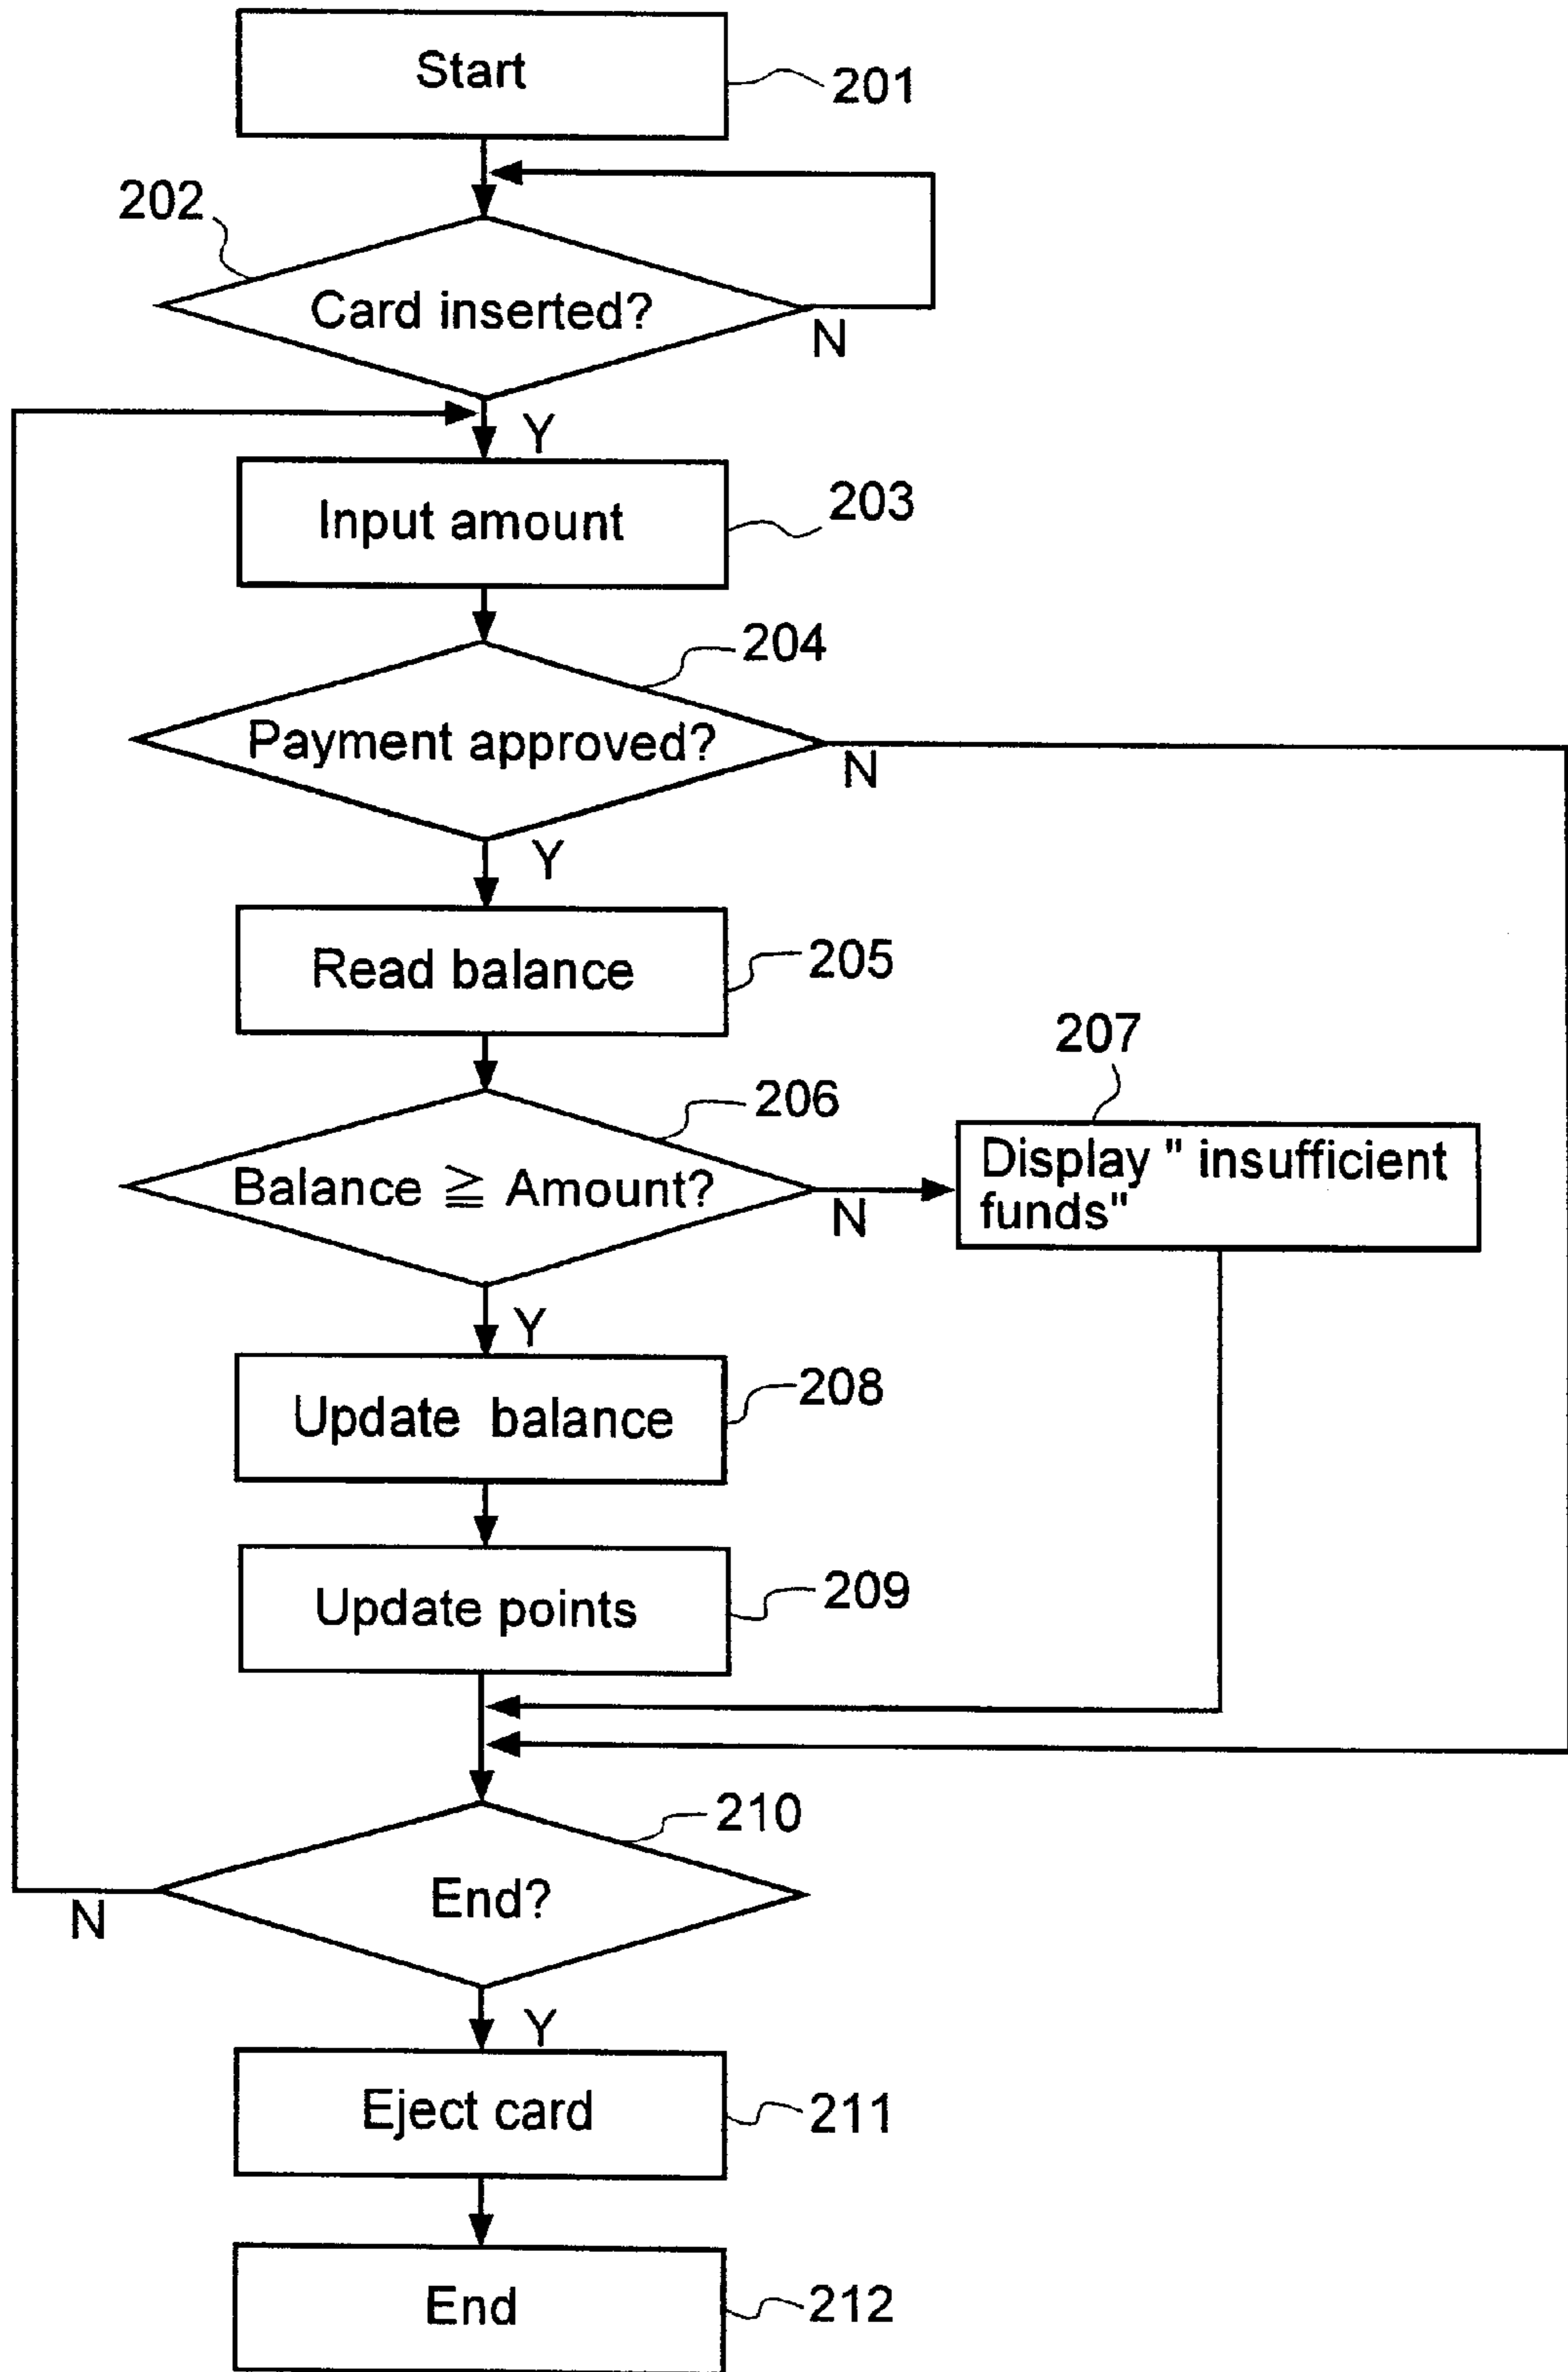 Start
201
202
Card inserted?
N
Y
Input amount
203
204
Payment approved?
N
Y
Read balance
205
207
206
Display " insufficient
funds"
Balance ≧ Amount?
N
Y
Update balance
208
Update points
209
210
End?
N
Y
Eject card
211
End
212